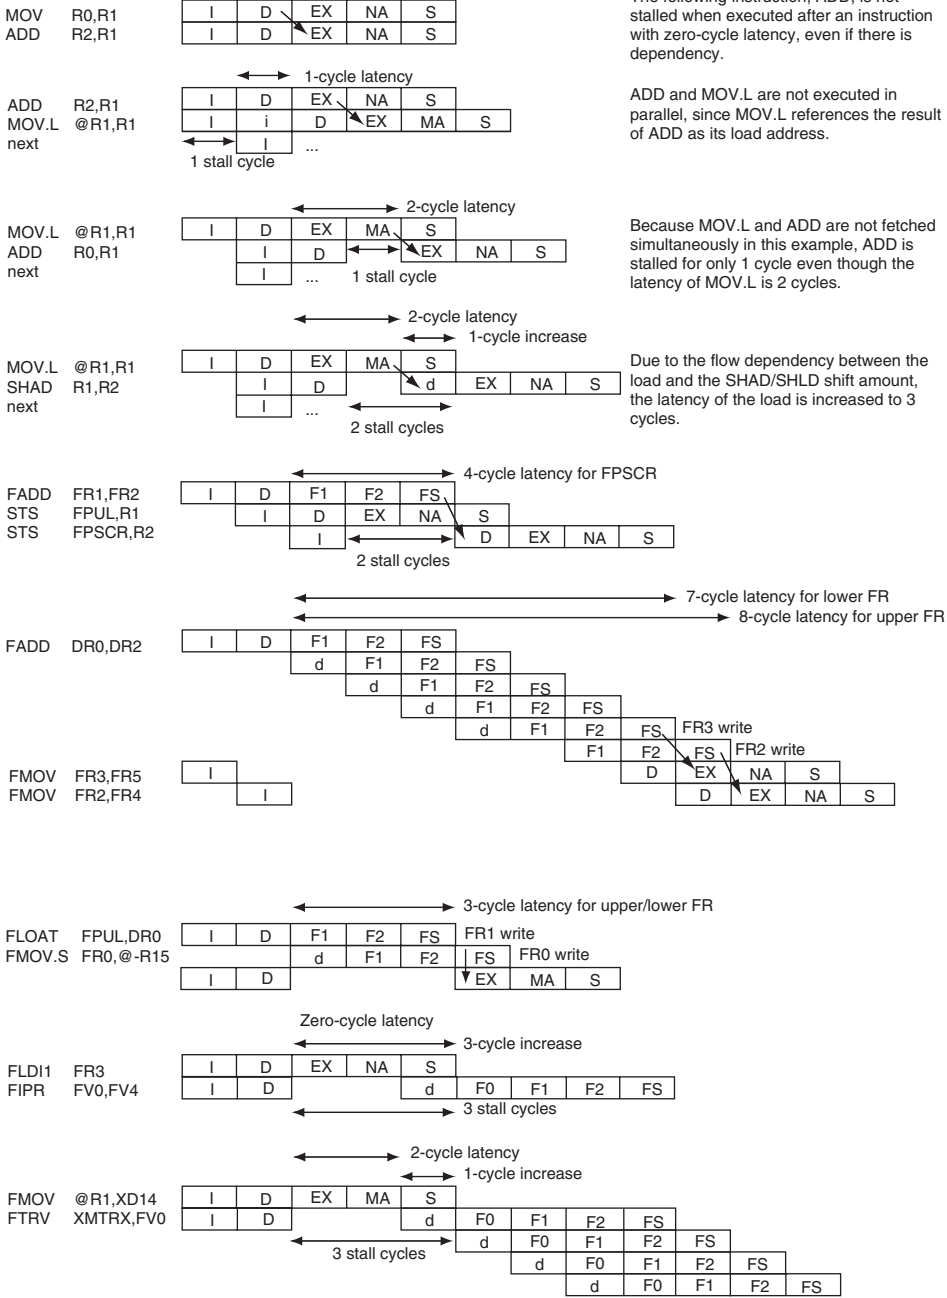 The following instruction, ADD, is not
MOV R0,R1 I D EX NA S
stalled when executed after an instruction
ADD R2,R1 I D EX NA S
with zero-cycle latency, even if there is
dependency.
1-cycle latency
ADD R2,R1 I D EX NA S
MOV.L @R1,R1 I i D EX MA S
next I ...
1 stall cycle
ADD and MOV.L are not executed in
parallel, since MOV.L references the result
of ADD as its load address.
2-cycle latency
MOV.L @R1,R1 I D EX MA S
ADD R0,R1 I D EX NA S
next I ... 1 stall cycle
Because MOV.L and ADD are not fetched
simultaneously in this example, ADD is
stalled for only 1 cycle even though the
latency of MOV.L is 2 cycles.
2-cycle latency
1-cycle increase
MOV.L @R1,R1 I D EX MA S
SHAD R1,R2 I D d EX NA S
next I ...
2 stall cycles
Due to the flow dependency between the
load and the SHAD/SHLD shift amount,
the latency of the load is increased to 3
cycles.
4-cycle latency for FPSCR
FADD FR1,FR2 I D F1 F2 FS
STS FPUL,R1 I D EX NA S
STS FPSCR,R2 I D EX NA S
2 stall cycles
7-cycle latency for lower FR
8-cycle latency for upper FR
FADD DR0,DR2 I D F1 F2 FS
d F1 F2 FS
d F1 F2 FS
d F1 F2 FS
d F1 F2 FS FR3 write
F1 F2 FS FR2 write
FMOV FR3,FR5 I D EX NA S
FMOV FR2,FR4 I D EX NA S
3-cycle latency for upper/lower FR
FLOAT FPUL,DR0 I D F1 F2 FS FR1 write
FMOV.S FR0,@-R15 d F1 F2 FS FR0 write
I D EX MA S
Zero-cycle latency
3-cycle increase
FLDI1 FR3 I D EX NA S
FIPR FV0,FV4 I D d F0 F1 F2 FS
3 stall cycles
2-cycle latency
1-cycle increase
FMOV @R1,XD14 I D EX MA S
FTRV XMTRX,FV0 I D d F0 F1 F2 FS
3 stall cycles d F0 F1 F2 FS
d F0 F1 F2 FS
d F0 F1 F2 FS